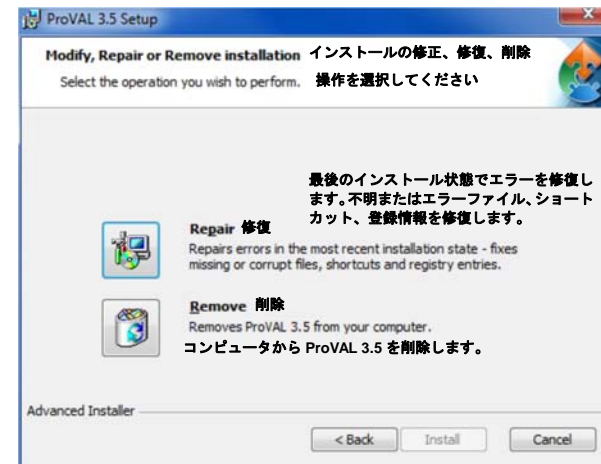 ProVAL 3.5 Setup
Modify, Repair or Remove installation インストールの修正、修復、削除
Select the operation you wish to perform. 操作を選択してください
最後のインストール状態でエラーを修復し
ます。不明またはエラーファイル、ショート
カット、登録情報を修復します。
Repair 修復
Repairs errors in the most recent installation state - fixes
missing or corrupt files, shortcuts and registry entries.
Remove 削除
Removes ProVAL 3.5 from your computer.
コンピュータから ProVAL 3.5 を削除します。
Advanced Installer
< Back Install Cancel